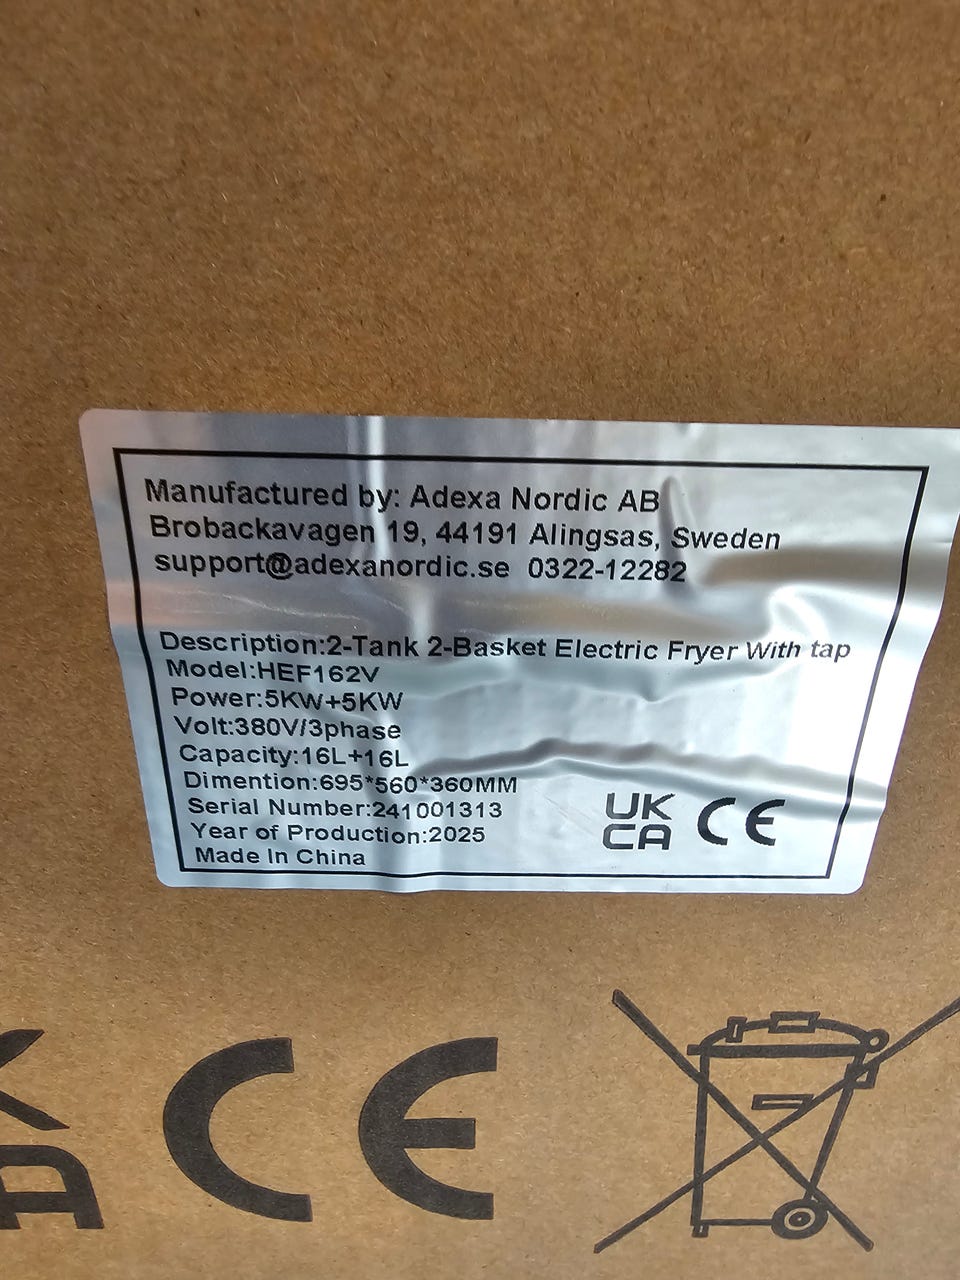 Manufactured by: Adexa Nordic AB
Brobackavagen 19, 44191 Alingsas, Sweden
support@adexanordic.se 0322-12282
Description:2-Tank 2-Basket Electric Fryer With tap
Model:HEF162V
Power:5KW+5KW
Volt:380V/3phase
Capacity:16L+16L
Dimention:695*560*360MM
Serial Number:241001313
Year of Production:2025
Made In China
UK
CA CE
CE